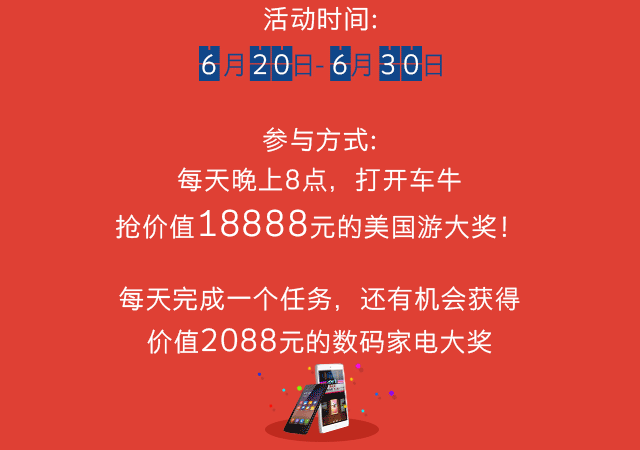 活动时间:
6月20日-6月30日
参与方式:
每天晚上8点，打开车牛
抢价值18888元的美国游大奖!
每天完成一个任务，还有机会获得
价值2088元的数码家电大奖